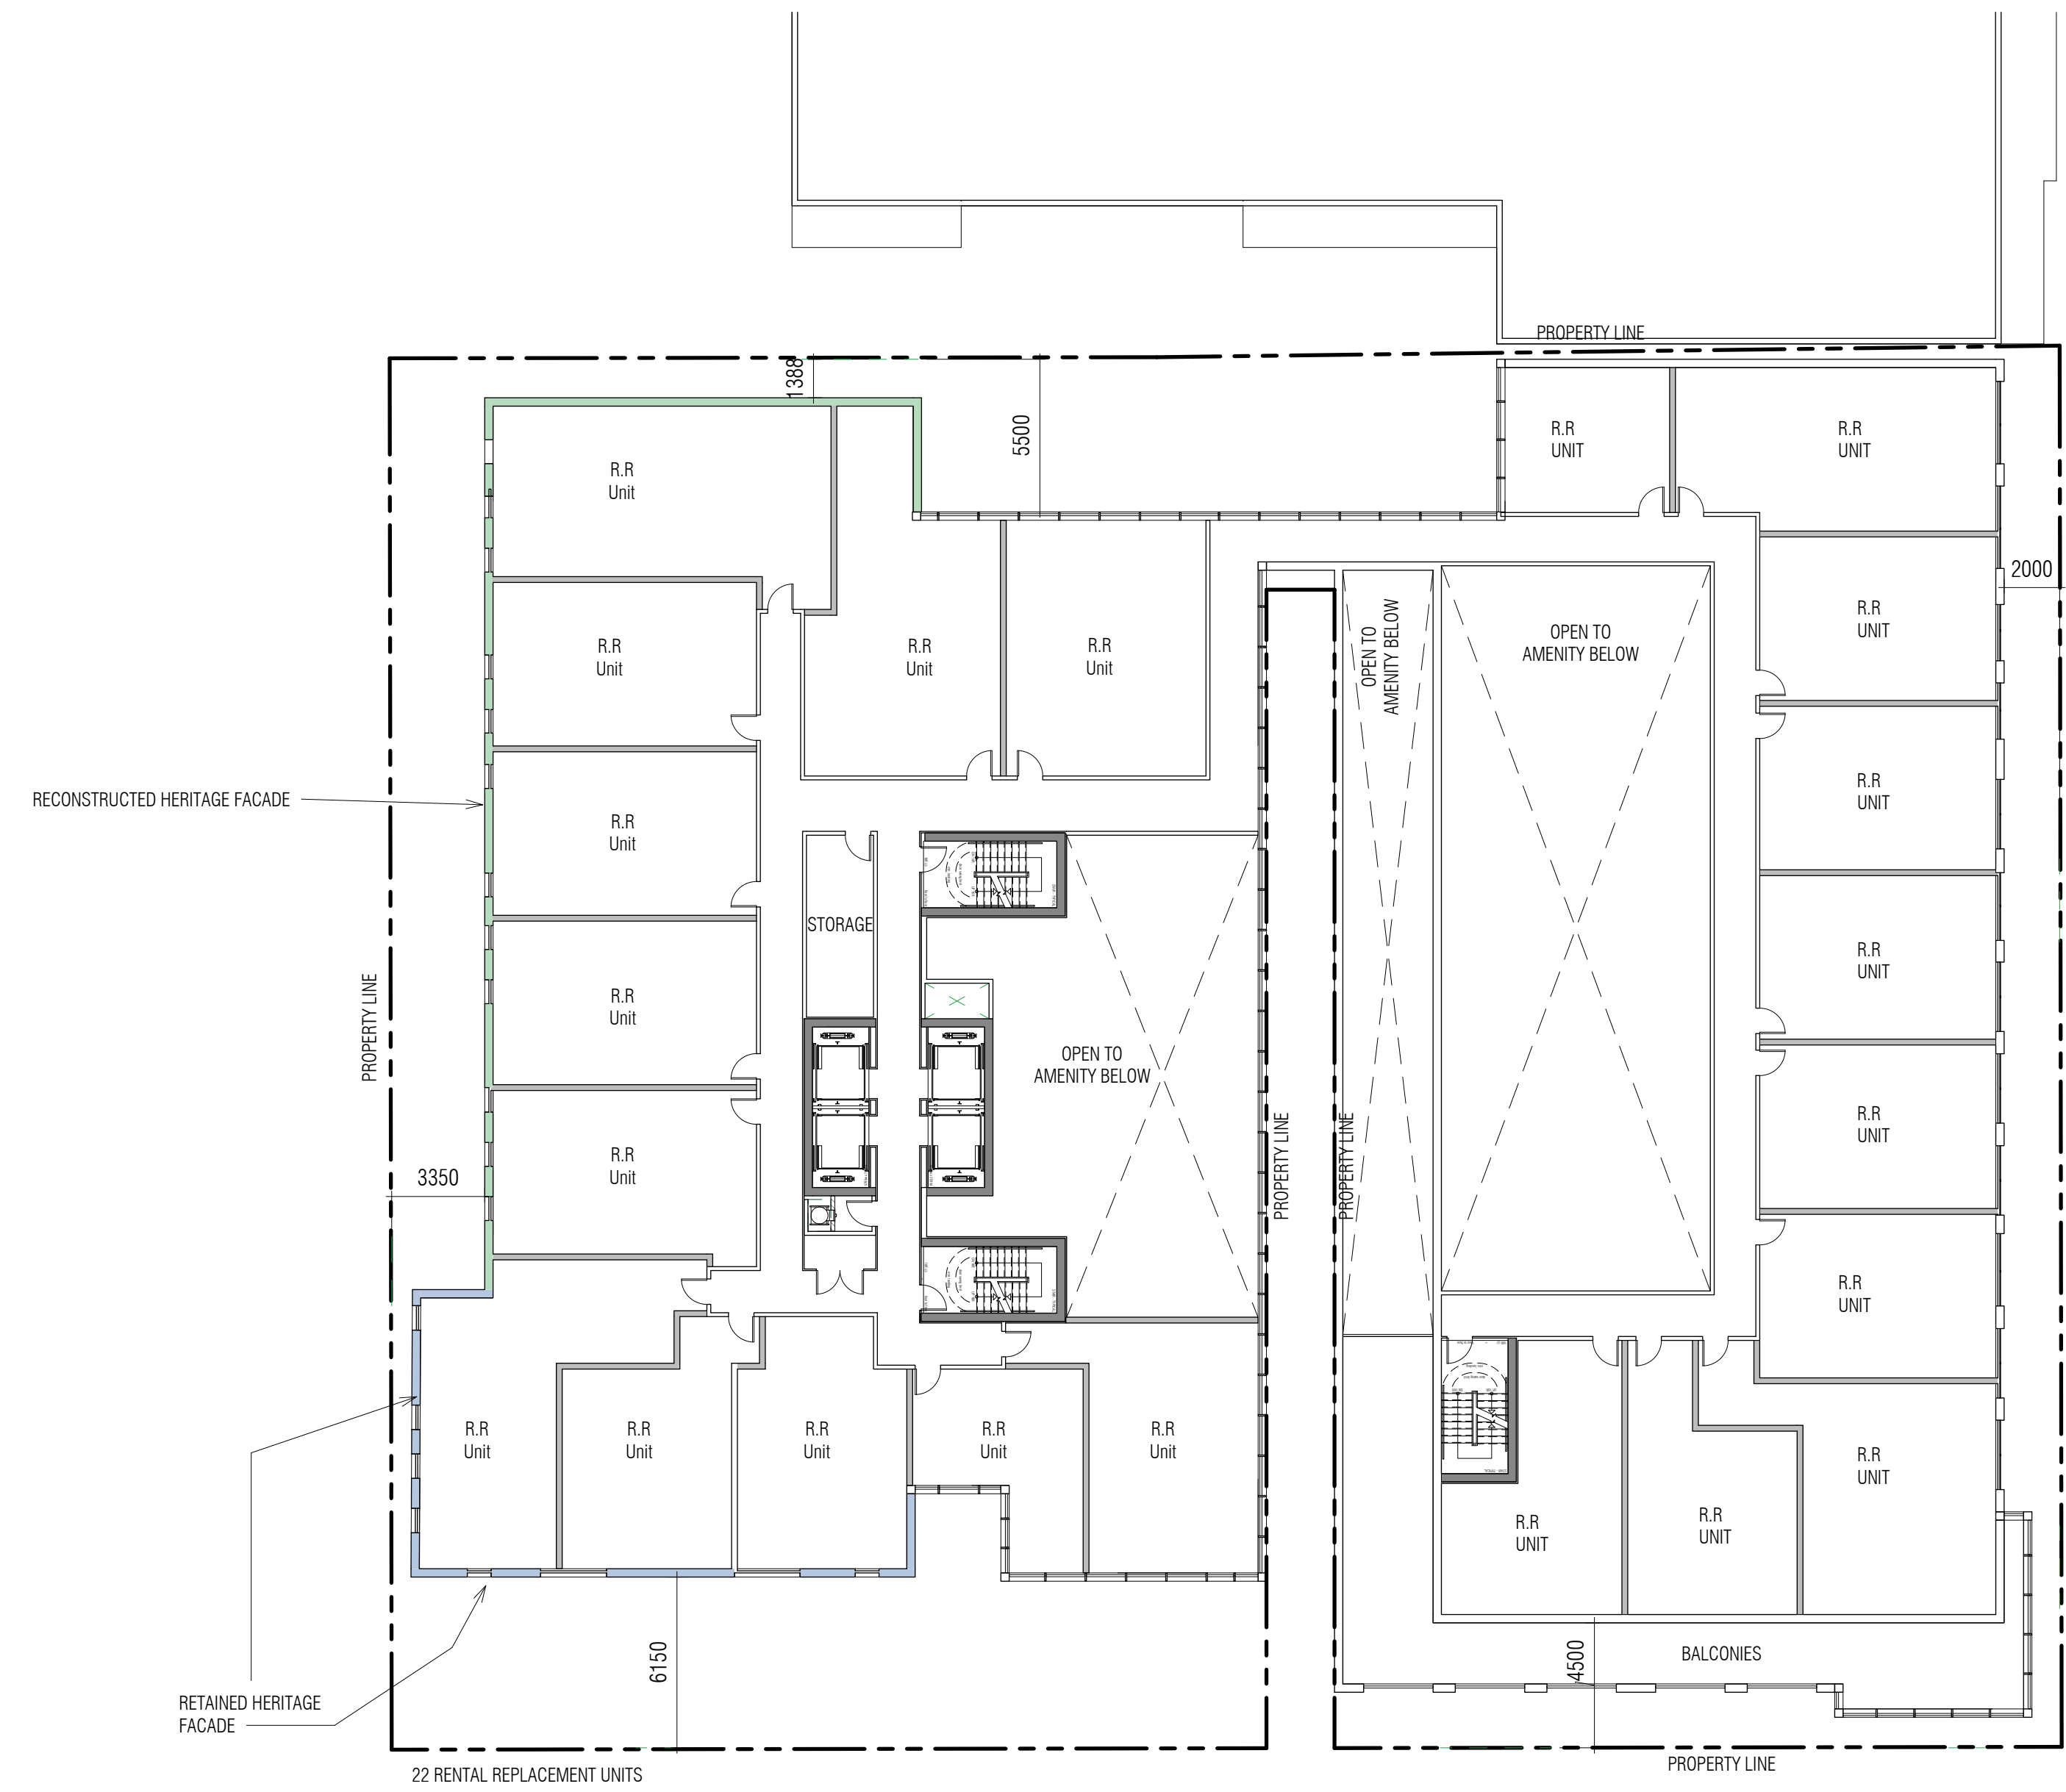 PROPERTY LINE
1388
5500
R.R
UNIT
R.R
UNIT
R.R
Unit
2000
R.R
Unit
R.R
Unit
R.R
Unit
OPEN TO
AMENITY BELOW
OPEN TO
AMENITY BELOW
R.R
UNIT
RECONSTRUCTED HERITAGE FACADE
R.R
Unit
R.R
UNIT
STORAGE
R.R
UNIT
PROPERTY LINE
R.R
Unit
OPEN TO
AMENITY BELOW
PROPERTY LINE
PROPERTY LINE
R.R
UNIT
3350
R.R
Unit
R.R
UNIT
R.R
Unit
R.R
Unit
R.R
Unit
R.R
Unit
R.R
Unit
R.R
UNIT
R.R
UNIT
R.R
UNIT
6150
4500
BALCONIES
RETAINED HERITAGE
FACADE
PROPERTY LINE
22 RENTAL REPLACEMENT UNITS